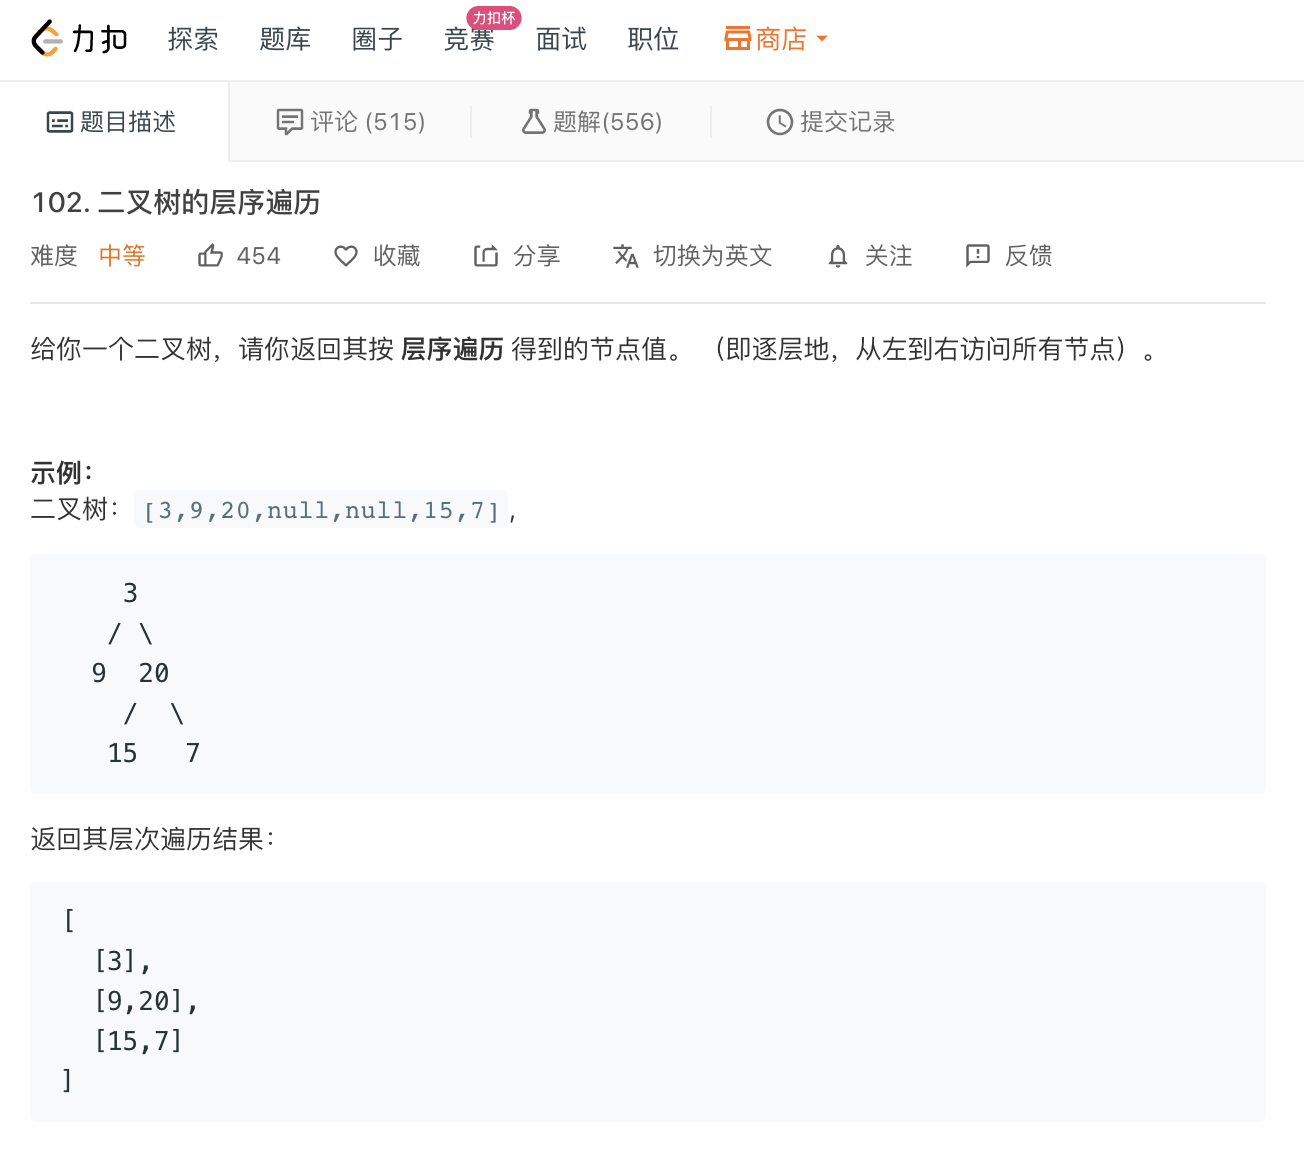 力扣 探索 题库 圈子 竞赛 力扣杯 面试 职位 商店
题目描述 评论 (515) 题解(556) 提交记录
102. 二叉树的层序遍历
难度 中等 454 收藏 分享 切换为英文 关注 反馈
给你一个二叉树，请你返回其按 层序遍历 得到的节点值。 （即逐层地，从左到右访问所有节点）。
示例：
二叉树：[3,9,20,null,null,15,7],
3
/ \
9 20
/ \
15 7
返回其层次遍历结果：
[
[3],
[9,20],
[15,7]
]